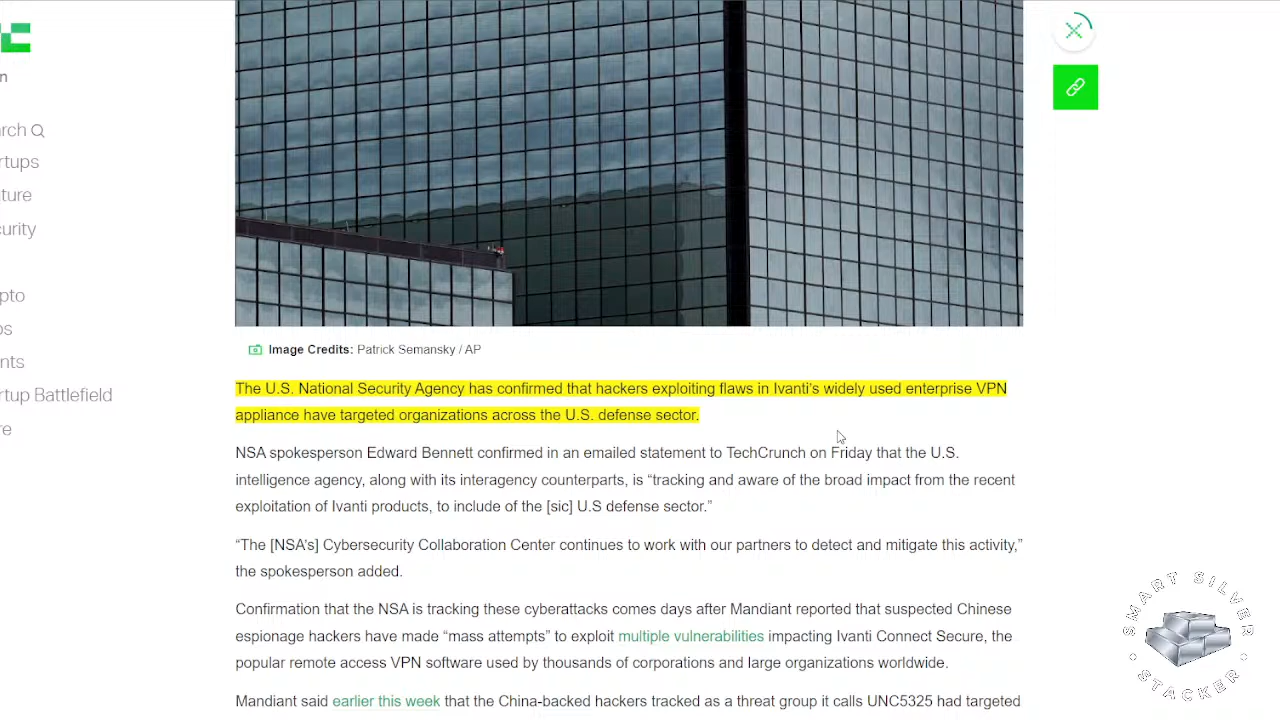 n
rch
rtups
ture
urity
pto
os
nts
rtup Battlefield
re
Image Credits: Patrick Semansky / AP
The U.S. National Security Agency has confirmed that hackers exploiting flaws in Ivanti's widely used enterprise VPN
appliance have targeted organizations across the U.S. defense sector.
NSA spokesperson Edward Bennett confirmed in an emailed statement to TechCrunch on Friday that the U.S.
intelligence agency, along with its interagency counterparts, is “tracking and aware of the broad impact from the recent
exploitation of Ivanti products, to include of the [sic] U.S defense sector.”
“The [NSA’s] Cybersecurity Collaboration Center continues to work with our partners to detect and mitigate this activity,”
the spokesperson added.
Confirmation that the NSA is tracking these cyberattacks comes days after Mandiant reported that suspected Chinese
espionage hackers have made “mass attempts” to exploit multiple vulnerabilities impacting Ivanti Connect Secure, the
popular remote access VPN software used by thousands of corporations and large organizations worldwide.
Mandiant said earlier this week that the China-backed hackers tracked as a threat group it calls UNC5325 had targeted
SMART SILVER
STACKER